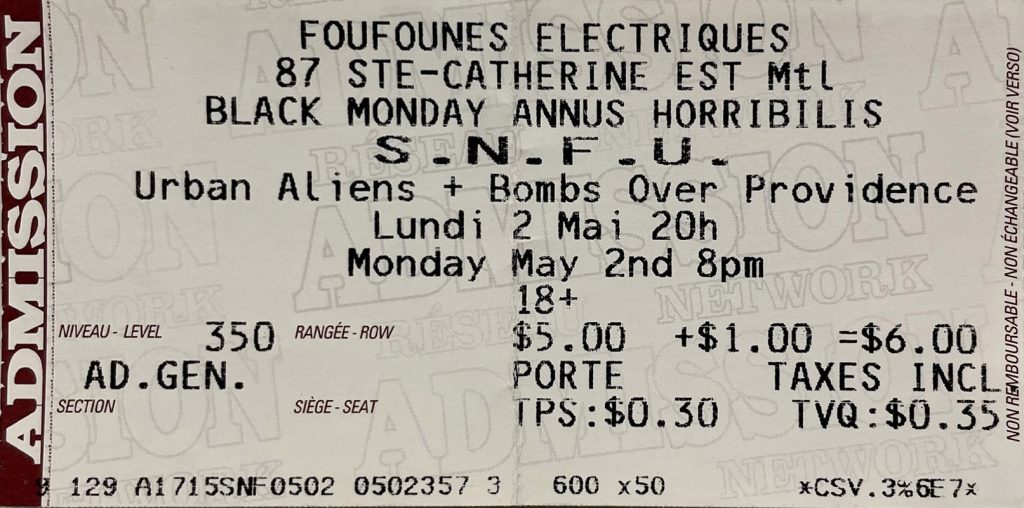 ADMISSION
FOUFOUNES ELECTRIQUES
87 STE-CATHERINE EST Mtl
BLACK MONDAY ANNUS HORRIBILIS
S.N.F.U.
Urban Aliens + Bombs Over Providence
Lundi 2 Mai 20h
Monday May 2nd 8pm
18+
NIVEAU - LEVEL 350 RANGÉE - ROW $5.00 +$1.00 =$6.00
AD.GEN. PORTE TAXES INCL
SECTION SIÈGE - SEAT TPS:$0.30 TVQ:$0.35
129 A1715SNF0502 0502357 3 600 x50 *CSV.3%6E7*
NON REMBOURSABLE - NON ÉCHANGEABLE (VOIR VERSO)
RÉSEAU ADMISSION NETWORK